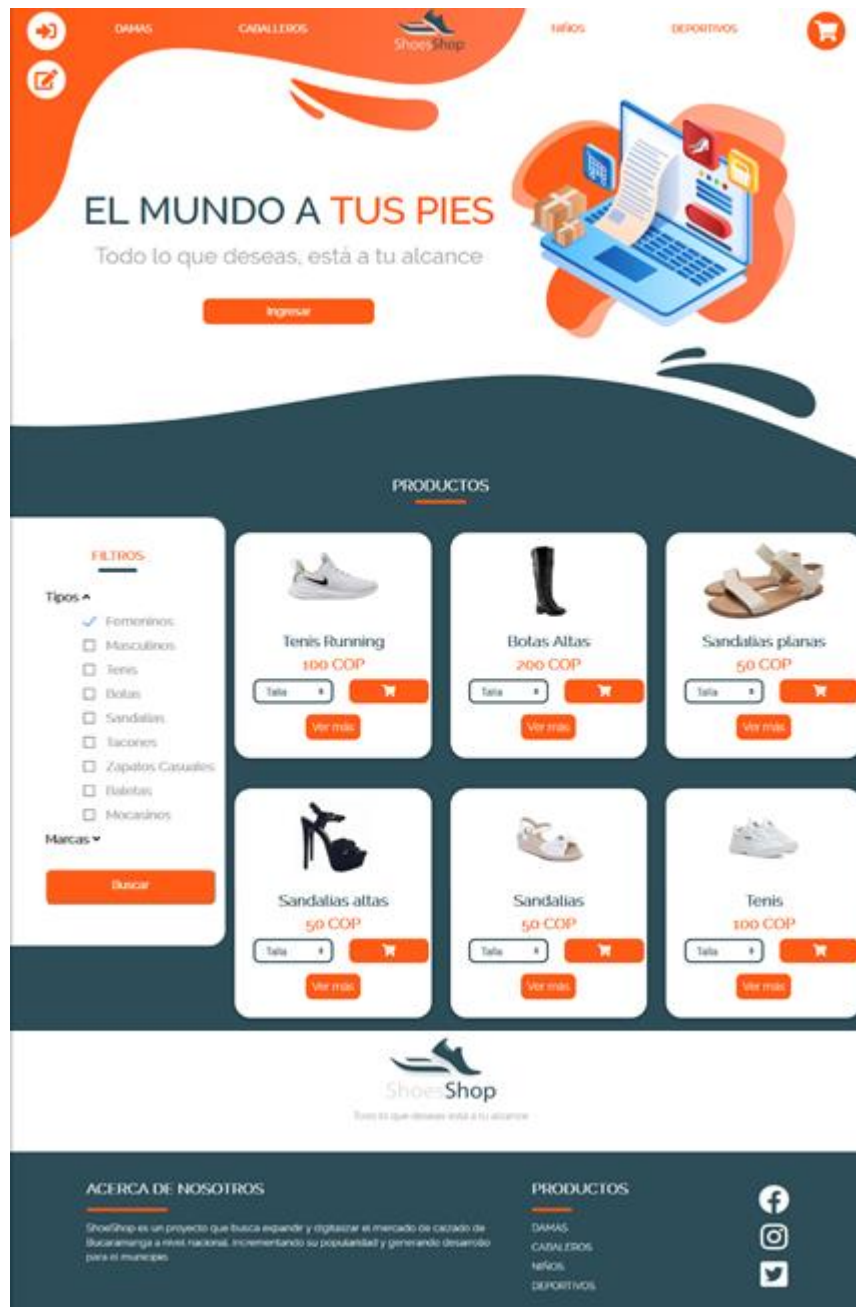 DAMAS
CABALLEROS
ShoesShop
NIÑOS
DEPORTIVOS
EL MUNDO A TUS PIES
Todo lo que deseas, está a tu alcance
Ingresar
PRODUCTOS
FILTROS
Tipos
Femeninos
Masculinos
Tenis
Botas
Sandalias
Tacones
Zapatos Casuales
Baletas
Mocasinos
Marcas
Buscar
Tenis Running
100 COP
Talla
Ver más
Botas Altas
200 COP
Talla
Ver más
Sandalias planas
50 COP
Talla
Ver más
Sandalias altas
50 COP
Talla
Ver más
Sandalias
50 COP
Talla
Ver más
Tenis
100 COP
Talla
Ver más
ShoesShop
Todo lo que deseas está a tu alcance
ACERCA DE NOSOTROS
ShoeShop es un proyecto que busca expandir y digitalizar el mercado de calzado de
Bucaramanga a nivel nacional, incrementando su popularidad y generando desarrollo
para el municipio.
PRODUCTOS
DAMAS
CABALEROS
NIÑOS
DEPORTIVOS